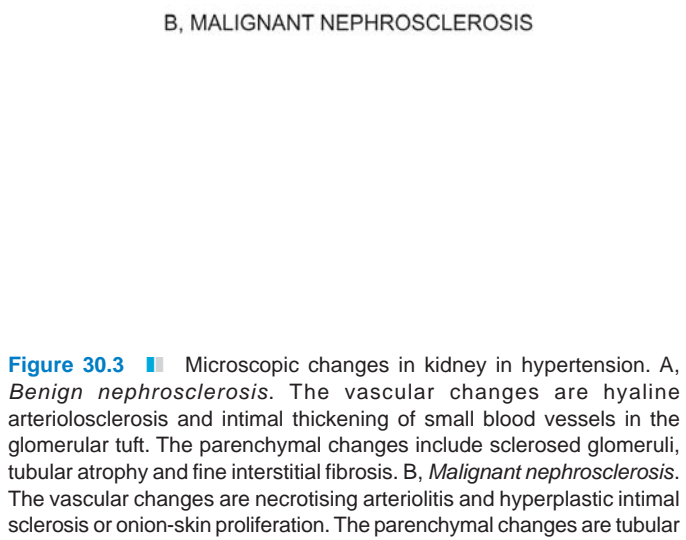 B, MALIGNANT NEPHROSCLEROSIS
Figure 30.3 Microscopic changes in kidney in hypertension. A,
Benign nephrosclerosis. The vascular changes are hyaline
arteriolosclerosis and intimal thickening of small blood vessels in the
glomerular tuft. The parenchymal changes include sclerosed glomeruli,
tubular atrophy and fine interstitial fibrosis. B, Malignant nephrosclerosis.
The vascular changes are necrotising arteriolitis and hyperplastic intimal
sclerosis or onion-skin proliferation. The parenchymal changes are tubular